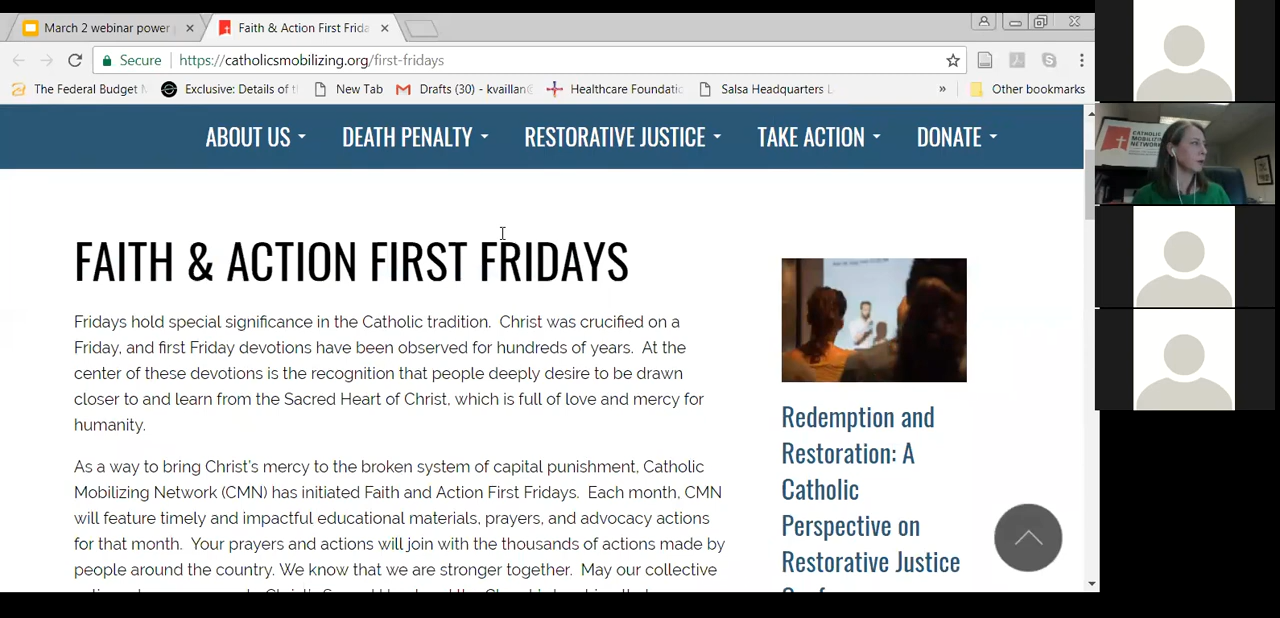 March 2 webinar power
Faith & Action First Frida
Secure
https://catholicsmobilizing.org/first-fridays
The Federal Budget
Exclusive: Details of t
New Tab
Drafts (30) - kvaillan
Healthcare Foundatio
Salsa Headquarters
»
Other bookmarks
ABOUT US
DEATH PENALTY
RESTORATIVE JUSTICE
TAKE ACTION
DONATE
CATHOLIC
MOBILIZING
NETWORK
FAITH & ACTION FIRST FRIDAYS
Fridays hold special significance in the Catholic tradition. Christ was crucified on a
Friday, and first Friday devotions have been observed for hundreds of years. At the
center of these devotions is the recognition that people deeply desire to be drawn
closer to and learn from the Sacred Heart of Christ, which is full of love and mercy for
humanity.
As a way to bring Christ's mercy to the broken system of capital punishment, Catholic
Mobilizing Network (CMN) has initiated Faith and Action First Fridays. Each month, CMN
will feature timely and impactful educational materials, prayers, and advocacy actions
for that month. Your prayers and actions will join with the thousands of actions made by
people around the country. We know that we are stronger together. May our collective
Redemption and
Restoration: A
Catholic
Perspective on
Restorative Justice